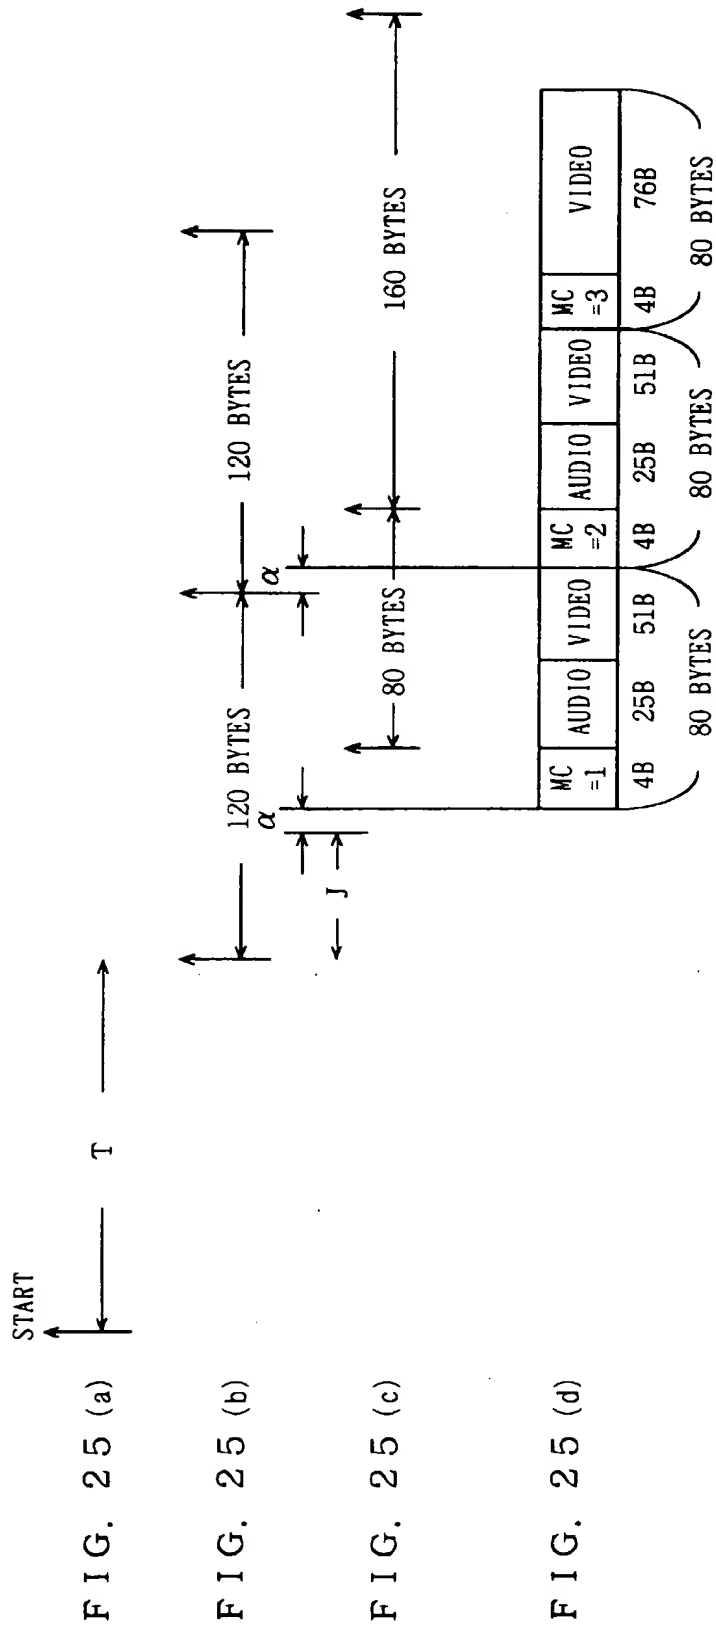 START
FIG. 25 (a)
T
FIG. 25 (b)
120 BYTES
120 BYTES
α
α
J
FIG. 25 (c)
80 BYTES
160 BYTES
FIG. 25 (d)
MC =1
AUDIO
VIDEO
MC =2
AUDIO
VIDEO
MC =3
VIDEO
4B
25B
51B
4B
25B
51B
4B
76B
80 BYTES
80 BYTES
80 BYTES